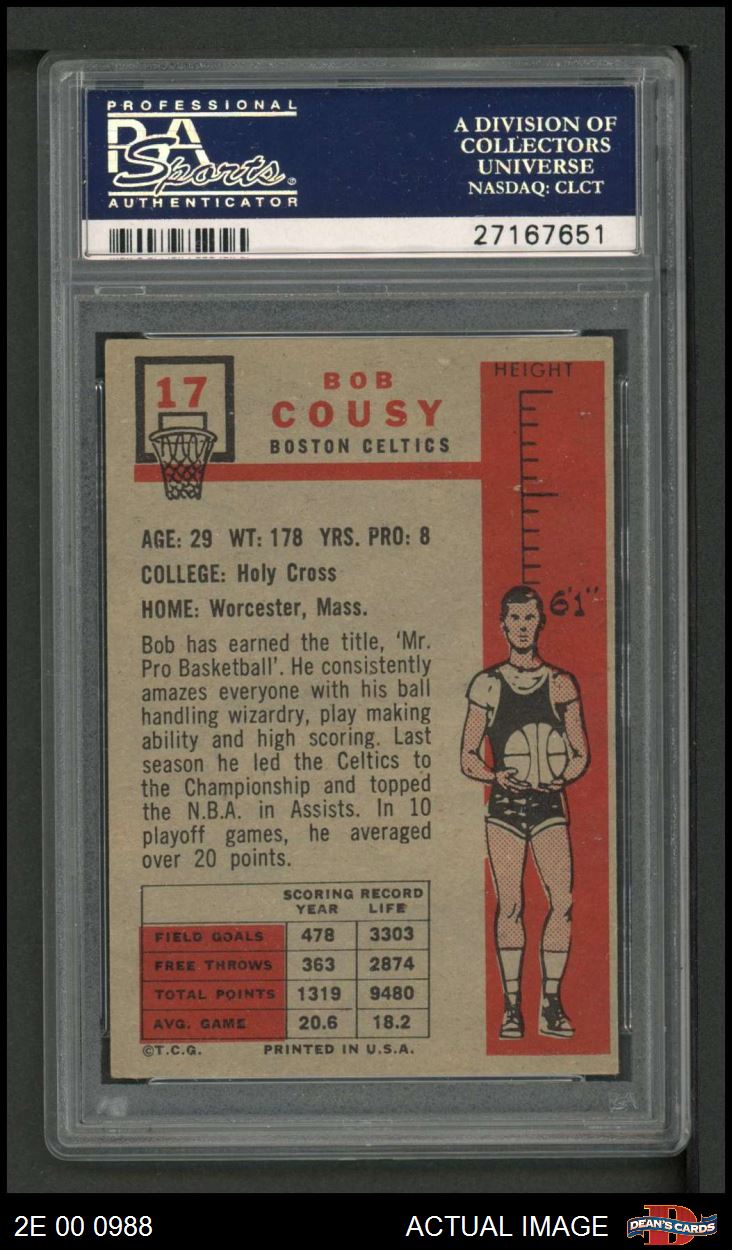 PROFESSIONAL
PSA
Sports
AUTHENTICATOR
A DIVISION OF
COLLECTORS
UNIVERSE
NASDAQ: CLCT
27167651
17
BOB
COUSY
BOSTON CELTICS
HEIGHT
6'1"
AGE: 29 WT: 178 YRS. PRO: 8
COLLEGE: Holy Cross
HOME: Worcester, Mass.
Bob has earned the title, 'Mr.
Pro Basketball'. He consistently
amazes everyone with his ball
handling wizardry, play making
ability and high scoring. Last
season he led the Celtics to
the Championship and topped
the N.B.A. in Assists. In 10
playoff games, he averaged
over 20 points.
SCORING RECORD
YEAR LIFE
FIELD GOALS 478 3303
FREE THROWS 363 2874
TOTAL POINTS 1319 9480
AVG. GAME 20.6 18.2
©T.C.G. PRINTED IN U.S.A.
2E 00 0988
ACTUAL IMAGE
DEAN'S CARDS